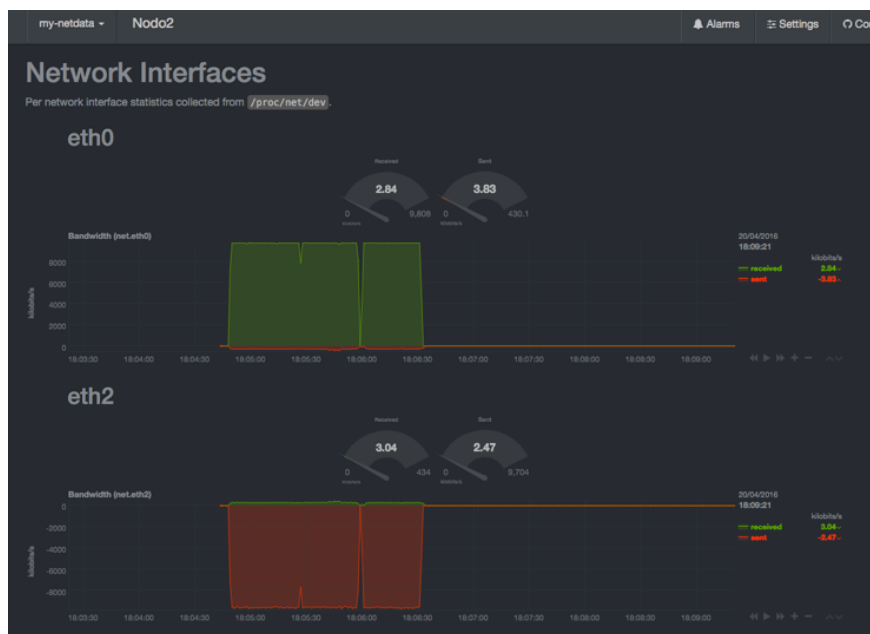 my-netdata Nodo2 Alarms Settings Co
Network Interfaces
Per network interface statistics collected from /proc/net/dev.
eth0
Received Sent
2.84 3.83
0 9,808 0 430.1
kilobits/s kilobits/s
Bandwidth (net.eth0) 20/04/2016
18:09:21
kilobits/s
8000 received 2.84
6000 sent -3.83
4000
kilobits/s
2000
0
18:03:30 18:04:00 18:04:30 18:05:00 18:05:30 18:06:00 18:06:30 18:07:00 18:07:30 18:08:00 18:08:30 18:09:00
eth2
Received Sent
3.04 2.47
0 434 0 9,704
kilobits/s kilobits/s
Bandwidth (net.eth2) 20/04/2016
0 18:09:21
kilobits/s
-2000 received 3.04
-4000 sent -2.47
kilobits/s
-6000
-8000
18:03:30 18:04:00 18:04:30 18:05:00 18:05:30 18:06:00 18:06:30 18:07:00 18:07:30 18:08:00 18:08:30 18:09:00